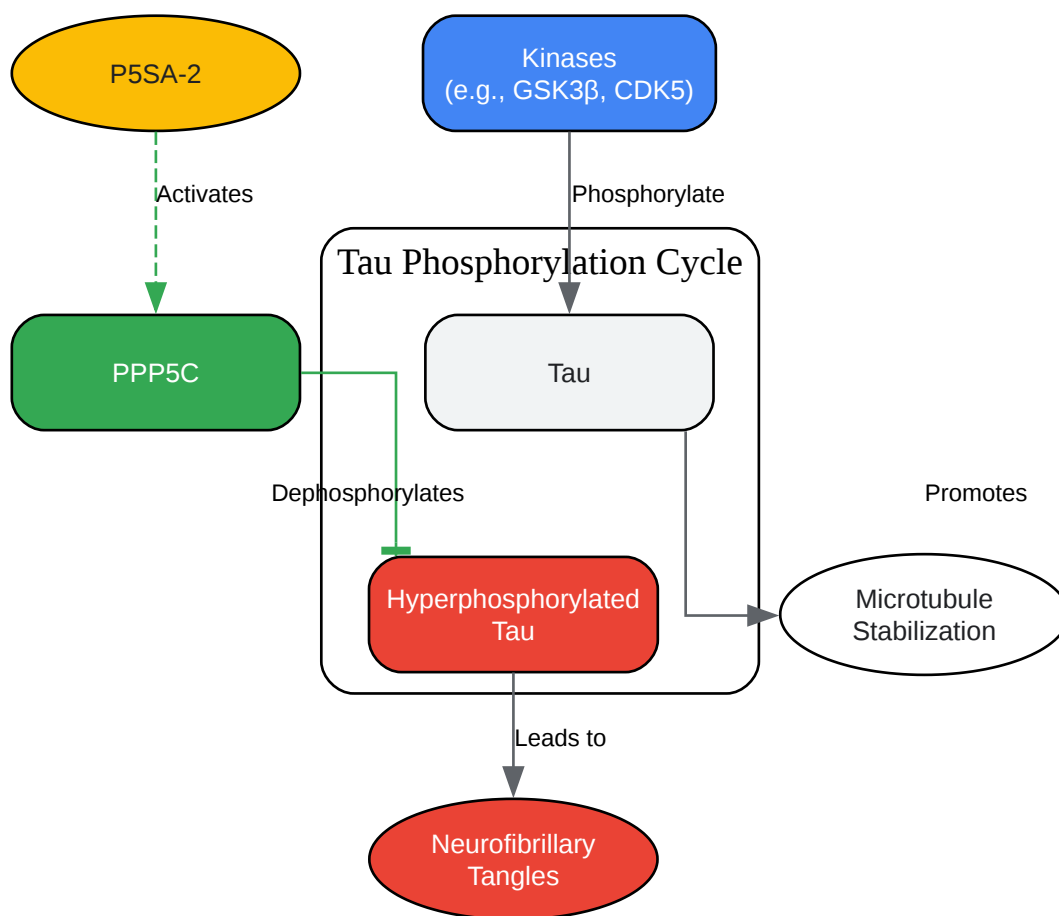 P5SA-2
Kinases
(e.g., GSK3β, CDK5)
Activates
Phosphorylate
Tau Phosphorylation Cycle
PPP5C
Tau
Dephosphorylates
Promotes
Hyperphosphorylated
Tau
Microtubule
Stabilization
Leads to
Neurofibrillary
Tangles